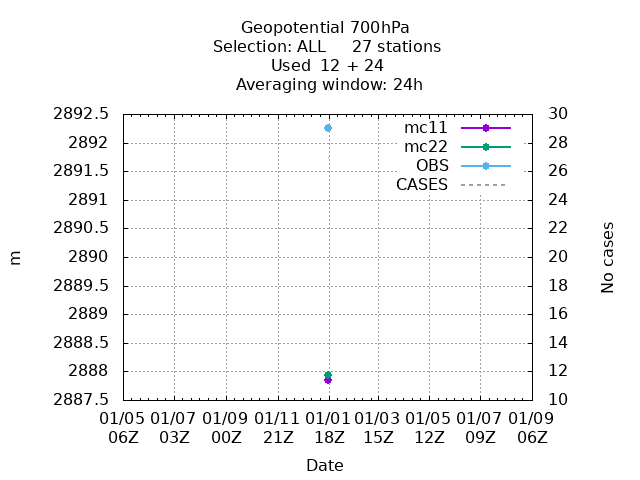 Geopotential 700hPa
Selection: ALL     27 stations
Used  12 + 24
Averaging window: 24h
2892.5
2892
2891.5
2891
2890.5
2890
2889.5
2889
2888.5
2888
2887.5
m
30
28
26
24
22
20
18
16
14
12
10
No cases
mc11
mc22
OBS
CASES
01/05 01/07 01/09 01/11 01/01 01/03 01/05 01/07 01/09
06Z 03Z 00Z 21Z 18Z 15Z 12Z 09Z 06Z
Date